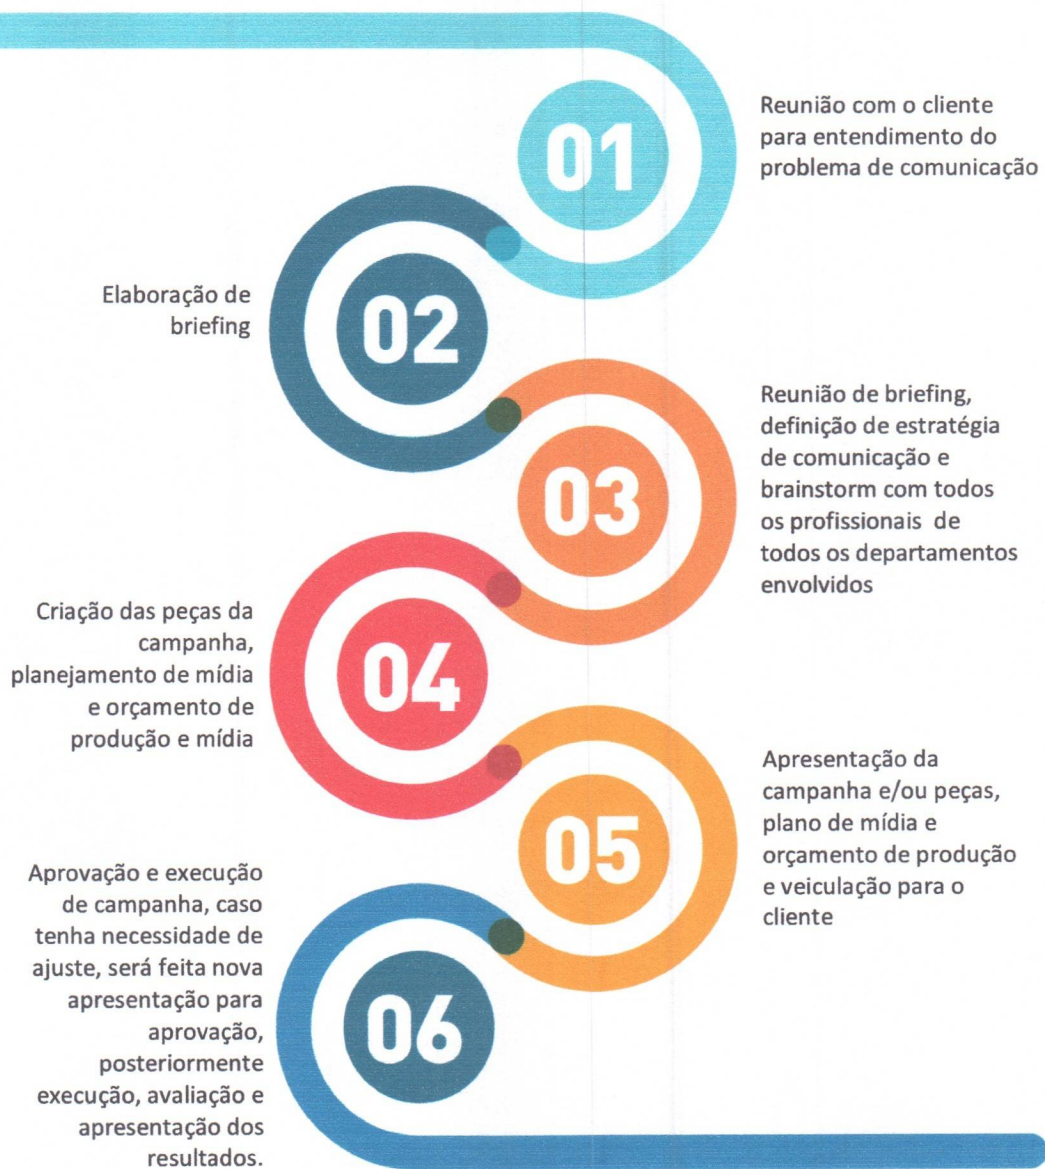 01
Reunião com o cliente
para entendimento do
problema de comunicação
02
Elaboração de
briefing
03
Reunião de briefing,
definição de estratégia
de comunicação e
brainstorm com todos
os profissionais de
todos os departamentos
envolvidos
04
Criação das peças da
campanha,
planejamento de mídia
e orçamento de
produção e mídia
05
Apresentação da
campanha e/ou peças,
plano de mídia e
orçamento de produção
e veiculação para o
cliente
06
Aprovação e execução
de campanha, caso
tenha necessidade de
ajuste, será feita nova
apresentação para
aprovação,
posteriormente
execução, avaliação e
apresentação dos
resultados.